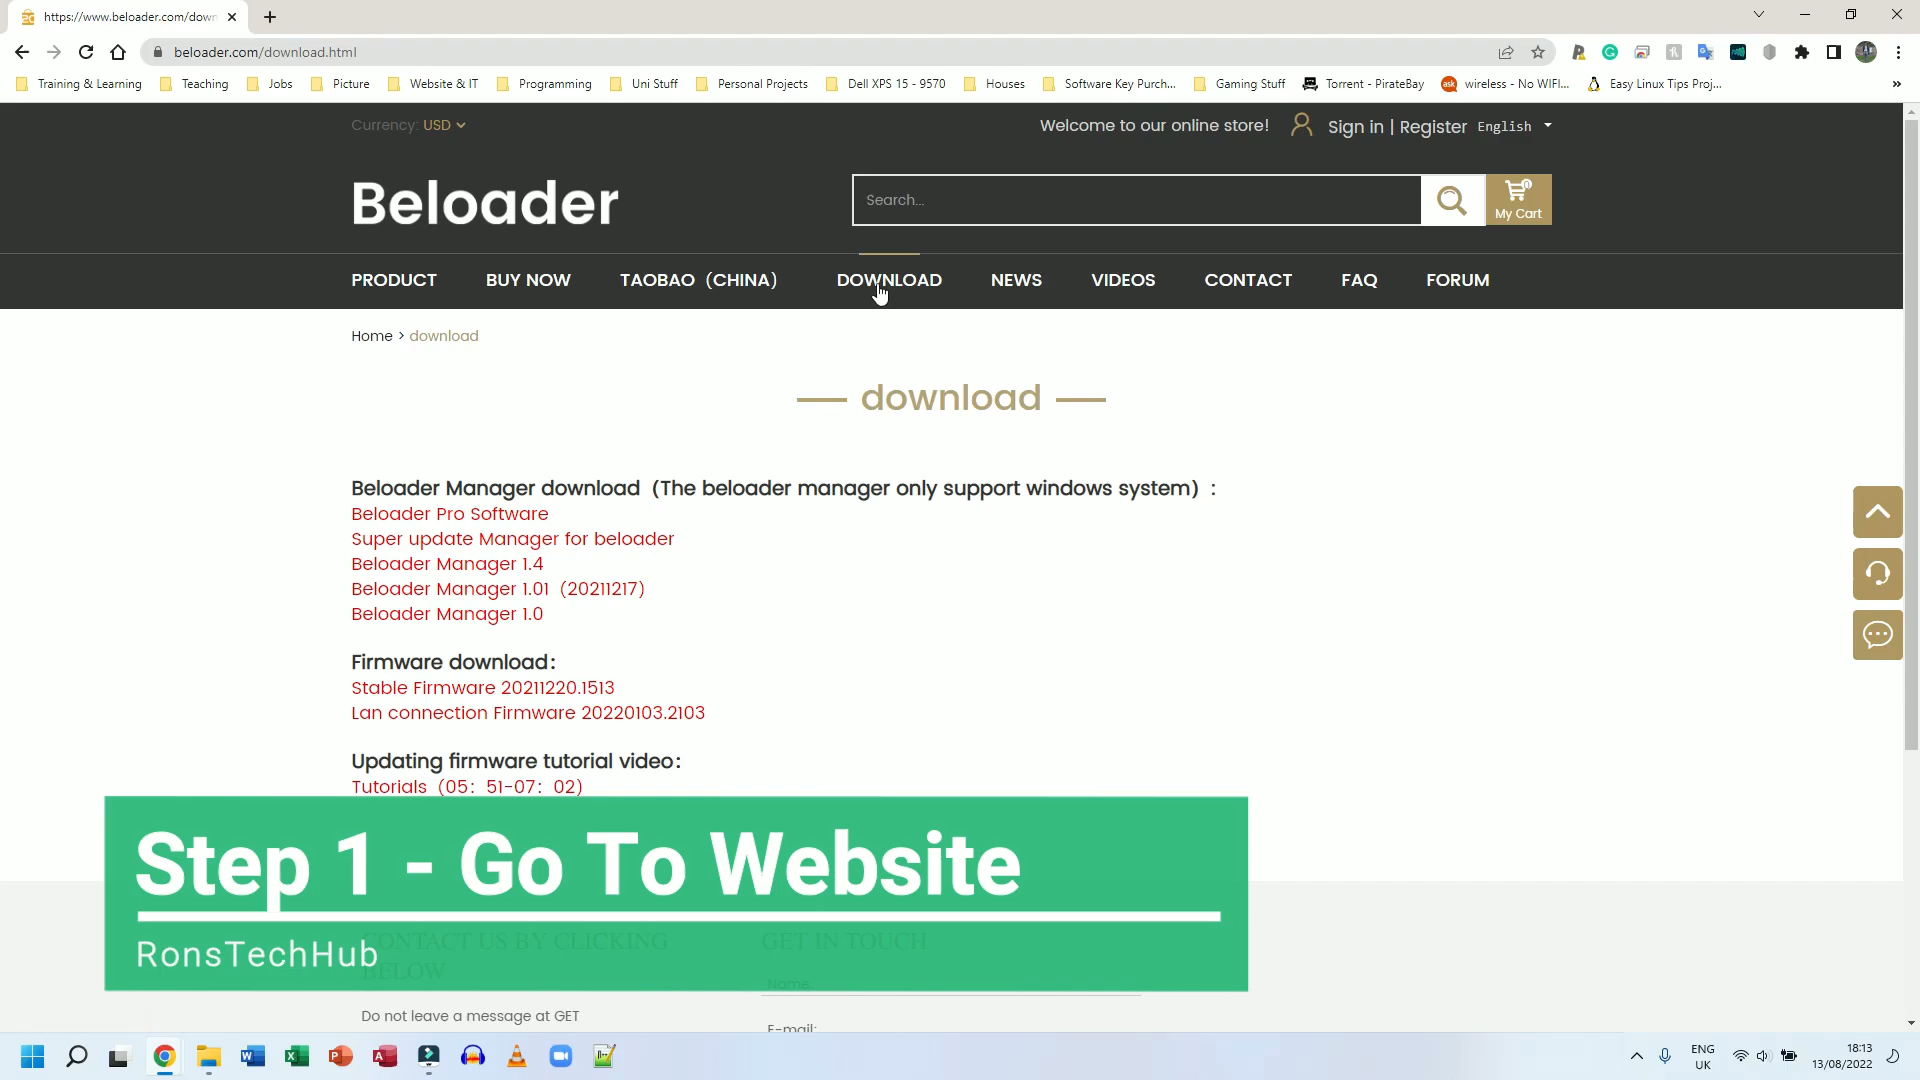 https://www.beloader.com/down
beloader.com/download.html
Training & Learning
Teaching
Jobs
Picture
Website & IT
Programming
Uni Stuff
Personal Projects
Dell XPS 15 - 9570
Houses
Software Key Purch...
Gaming Stuff
Torrent - PirateBay
wireless - No WIFI...
Easy Linux Tips Proj...
Currency: USD
Welcome to our online store!
Sign in | Register
English
Beloader
Search...
0
My Cart
PRODUCT
BUY NOW
TAOBAO（CHINA）
DOWNLOAD
NEWS
VIDEOS
CONTACT
FAQ
FORUM
Home > download
download
Beloader Manager download（The beloader manager only support windows system）:
Beloader Pro Software
Super update Manager for beloader
Beloader Manager 1.4
Beloader Manager 1.01（20211217）
Beloader Manager 1.0
Firmware download：
Stable Firmware 20211220.1513
Lan connection Firmware 20220103.2103
Updating firmware tutorial video：
Tutorials（05：51-07：02）
Step 1 - Go To Website
RonsTechHub
CONTACT US BY CLICKING
BELOW
GET IN TOUCH
Name
Do not leave a message at GET
E-mail:
ENG
UK
18:13
13/08/2022